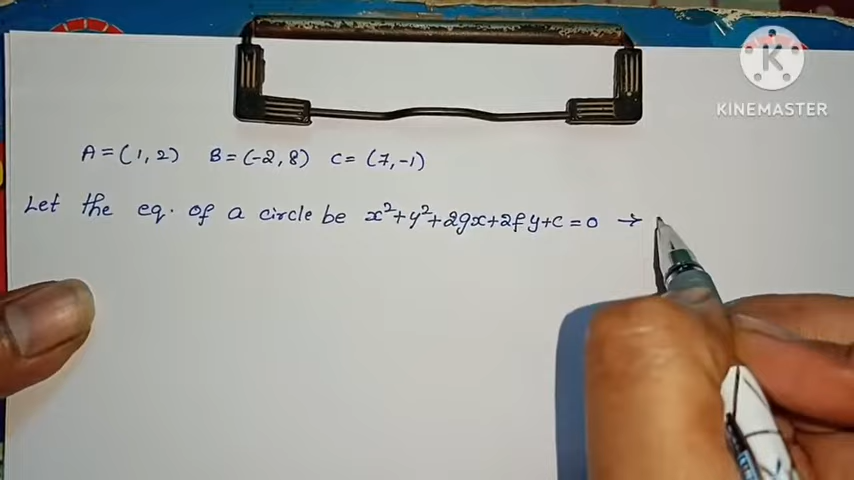 KINEMASTER
A=(1,2) B=(-2,8) C=(7,-1)
Let the eq. of a circle be x²+y²+2gx+2fy+c=0 →